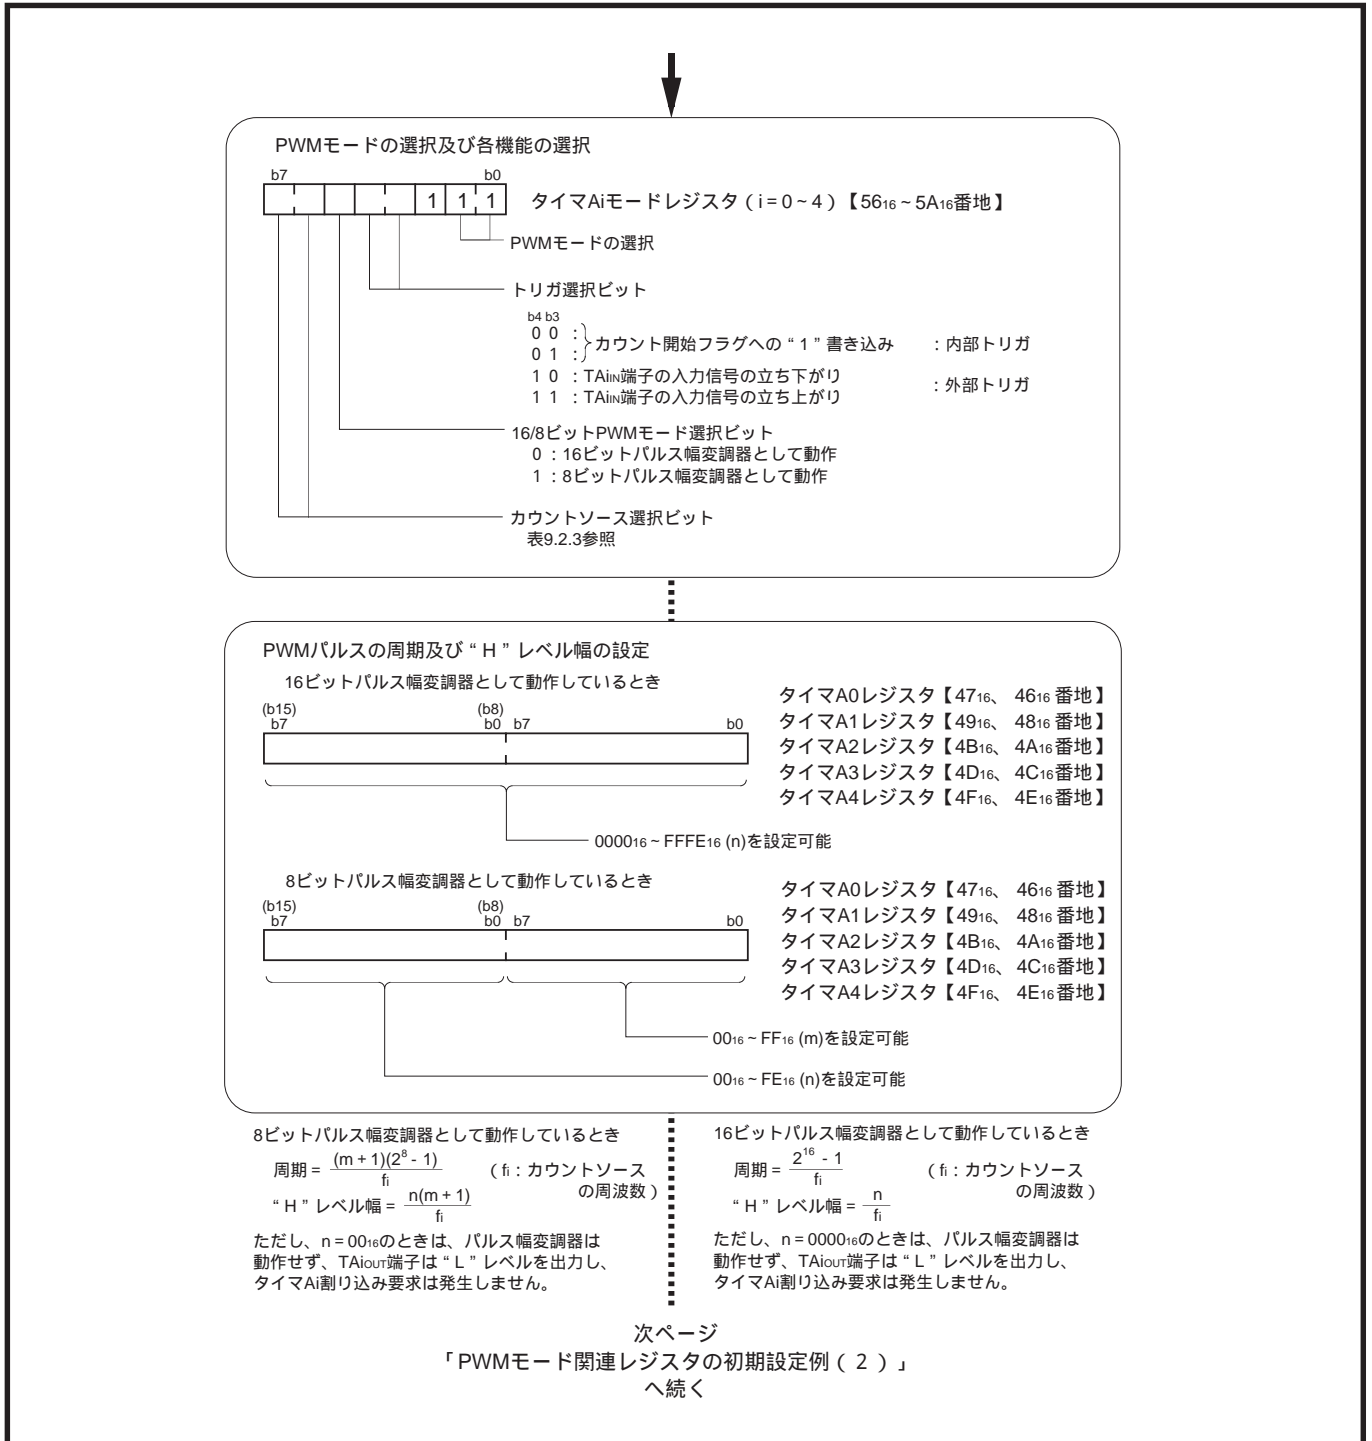 PWMモードの選択及び各機能の選択
b7 b0
1 1 1 タイマAiモードレジスタ（i = 0 ~ 4）【5616 ~ 5A16番地】
PWMモードの選択
トリガ選択ビット
b4 b3
0 0 :
0 1 :
カウント開始フラグへの“1”書き込み ：内部トリガ
1 0 : TAiIN端子の入力信号の立ち下がり
1 1 : TAiIN端子の入力信号の立ち上がり
：外部トリガ
16/8ビットPWMモード選択ビット
0 : 16ビットパルス幅変調器として動作
1 : 8ビットパルス幅変調器として動作
カウントソース選択ビット
表9.2.3参照
PWMパルスの周期及び“H”レベル幅の設定
16ビットパルス幅変調器として動作しているとき
(b15) (b8)
b7 b0 b7 b0
タイマA0レジスタ【4716、4616番地】
タイマA1レジスタ【4916、4816番地】
タイマA2レジスタ【4B16、4A16番地】
タイマA3レジスタ【4D16、4C16番地】
タイマA4レジスタ【4F16、4E16番地】
000016 ~ FFFE16 (n)を設定可能
8ビットパルス幅変調器として動作しているとき
(b15) (b8)
b7 b0 b7 b0
タイマA0レジスタ【4716、4616番地】
タイマA1レジスタ【4916、4816番地】
タイマA2レジスタ【4B16、4A16番地】
タイマA3レジスタ【4D16、4C16番地】
タイマA4レジスタ【4F16、4E16番地】
0016 ~ FF16 (m)を設定可能
0016 ~ FE16 (n)を設定可能
8ビットパルス幅変調器として動作しているとき
周期 = (m + 1)(2⁸ - 1) / fi （fi：カウントソース
の周波数）
“H”レベル幅 = n(m + 1) / fi
ただし、n = 0016のときは、パルス幅変調器は
動作せず、TAiOUT端子は“L”レベルを出力し、
タイマAi割り込み要求は発生しません。
16ビットパルス幅変調器として動作しているとき
周期 = 2¹⁶ - 1 / fi （fi：カウントソース
の周波数）
“H”レベル幅 = n / fi
ただし、n = 000016のときは、パルス幅変調器は
動作せず、TAiOUT端子は“L”レベルを出力し、
タイマAi割り込み要求は発生しません。
次ページ
「PWMモード関連レジスタの初期設定例（2）」
へ続く